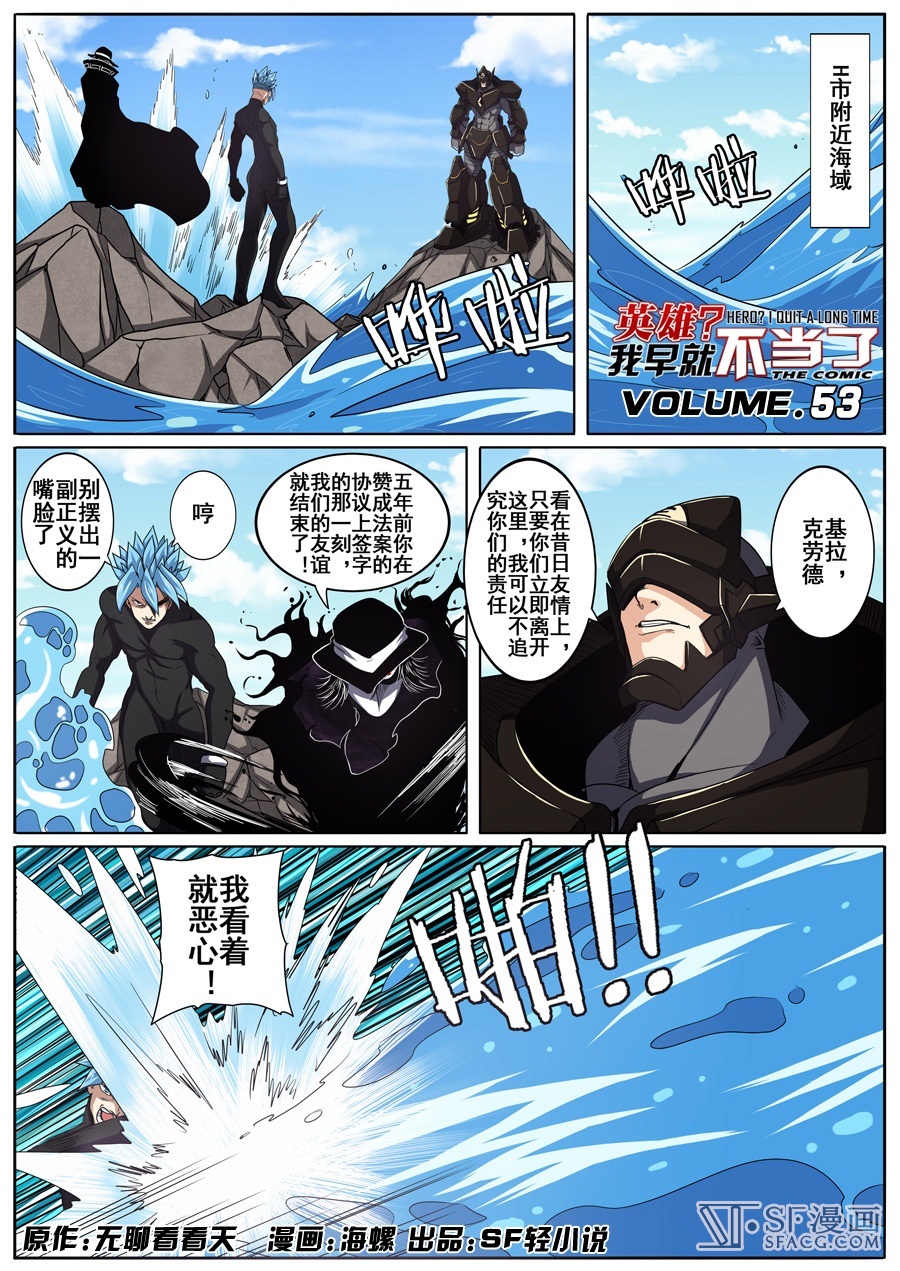 H市附近海域
哗啦
哗啦
英雄？
HERO? I QUIT A LONG TIME
我早就不当了
THE COMIC
VOLUME.53
基拉，
克劳德
看在昔日友情上，
只要你们立即离开
这里，我可以不追
究你们的责任
五年前你在
赞成法案的
协议上签字
的那一刻，
我们的友谊
就结束了！
哼
别摆出一
副正义的
嘴脸了
我看着
就恶心！
啪！！
原作：无聊看看天 漫画：海螺 出品：SF轻小说
SF漫画
SFACG.COM